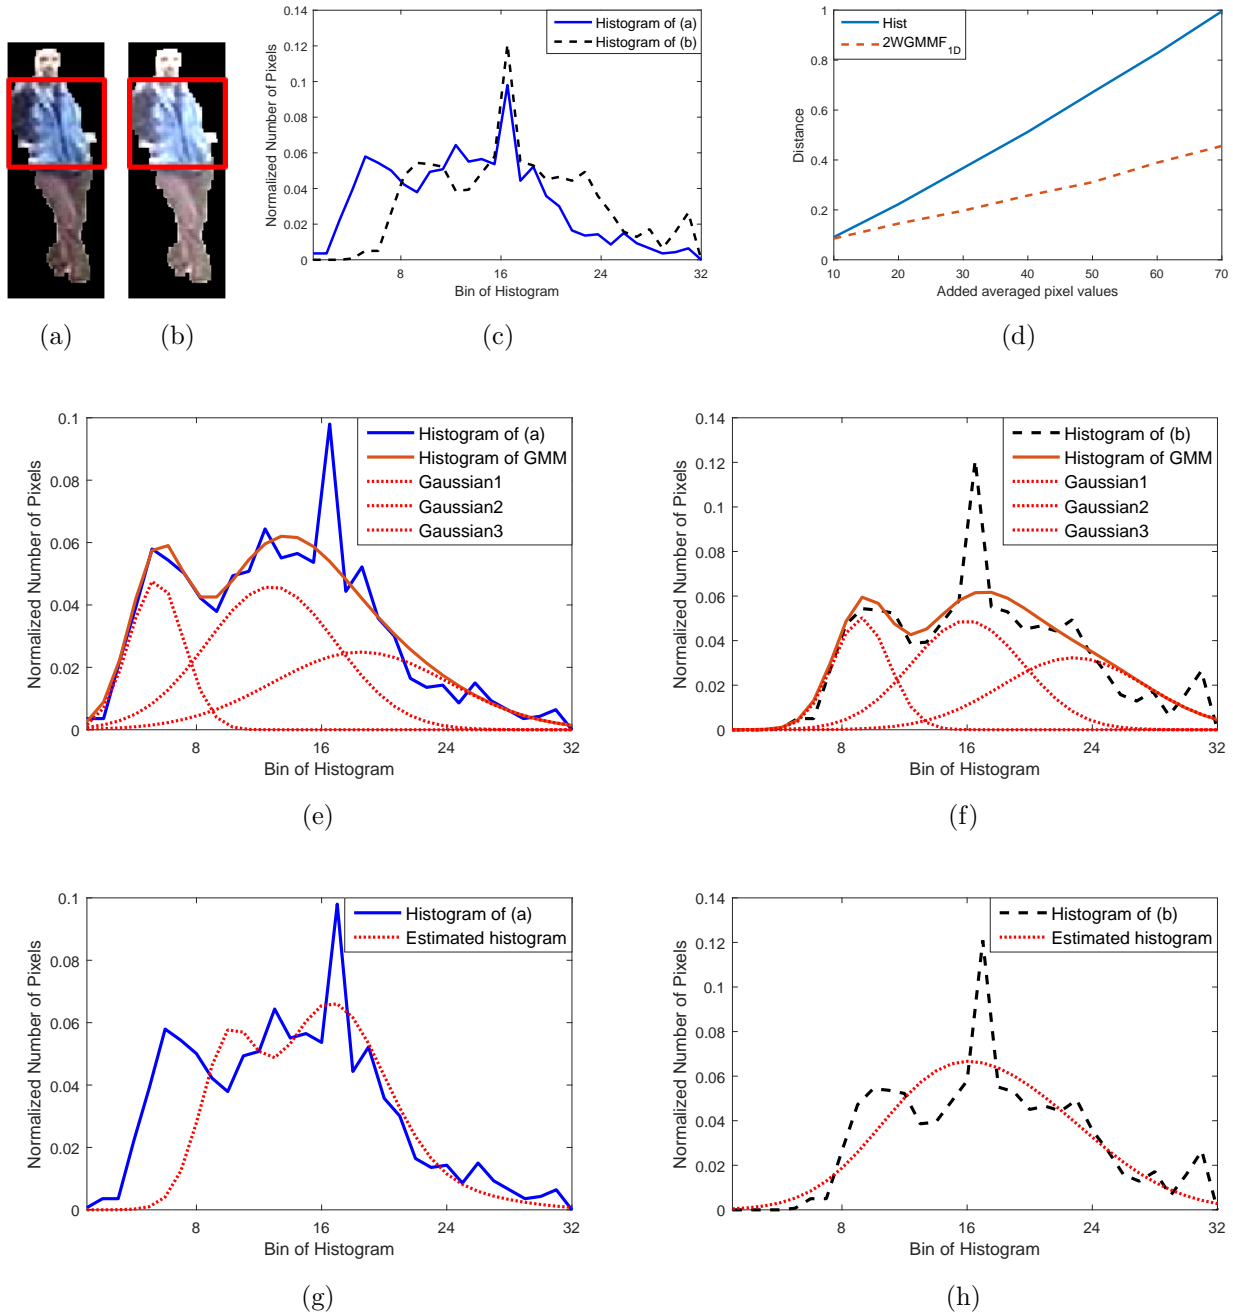 (a)
(b)
0.14
0.12
0.1
0.08
0.06
0.04
0.02
0
8
16
24
32
Normalized Number of Pixels
Bin of Histogram
Histogram of (a)
Histogram of (b)
(c)
1
0.8
0.6
0.4
0.2
0
10
20
30
40
50
60
70
Distance
Added averaged pixel values
Hist
2WGMMF1D
(d)
0.1
0.08
0.06
0.04
0.02
0
8
16
24
32
Normalized Number of Pixels
Bin of Histogram
Histogram of (a)
Histogram of GMM
Gaussian1
Gaussian2
Gaussian3
(e)
0.14
0.12
0.1
0.08
0.06
0.04
0.02
0
8
16
24
32
Normalized Number of Pixels
Bin of Histogram
Histogram of (b)
Histogram of GMM
Gaussian1
Gaussian2
Gaussian3
(f)
0.1
0.08
0.06
0.04
0.02
0
8
16
24
32
Normalized Number of Pixels
Bin of Histogram
Histogram of (a)
Estimated histogram
(g)
0.14
0.12
0.1
0.08
0.06
0.04
0.02
0
8
16
24
32
Normalized Number of Pixels
Bin of Histogram
Histogram of (b)
Estimated histogram
(h)